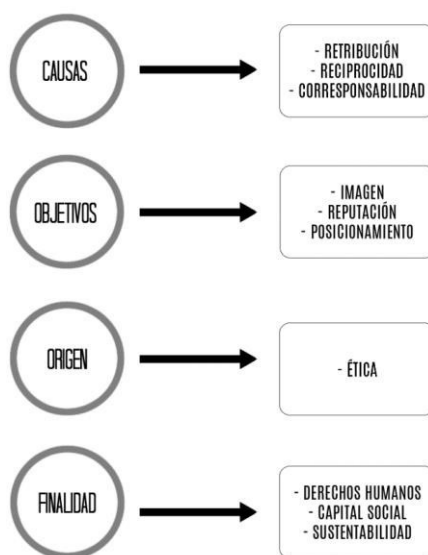 CAUSAS
- RETRIBUCIÓN
- RECIPROCIDAD
- CORRESPONSABILIDAD
OBJETIVOS
- IMAGEN
- REPUTACIÓN
- POSICIONAMIENTO
ORIGEN
- ÉTICA
FINALIDAD
- DERECHOS HUMANOS
- CAPITAL SOCIAL
- SUSTENTABILIDAD